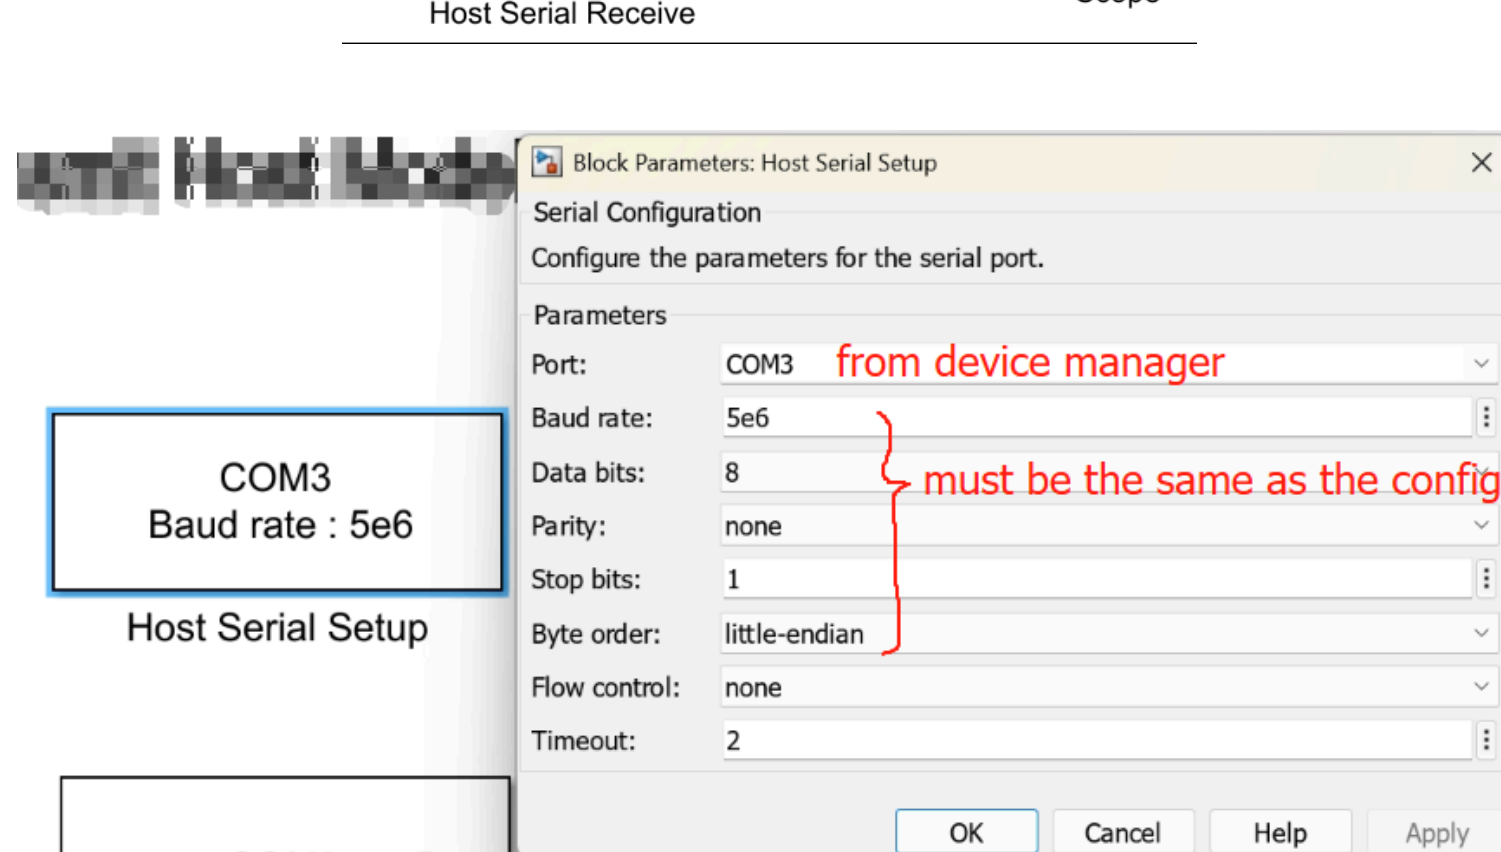 Host Serial Receive
Block Parameters: Host Serial Setup
Serial Configuration
Configure the parameters for the serial port.
Parameters
Port: COM3 from device manager
Baud rate: 5e6
Data bits: 8 must be the same as the config
Parity: none
Stop bits: 1
Byte order: little-endian
Flow control: none
Timeout: 2
OK Cancel Help Apply
COM3
Baud rate : 5e6
Host Serial Setup